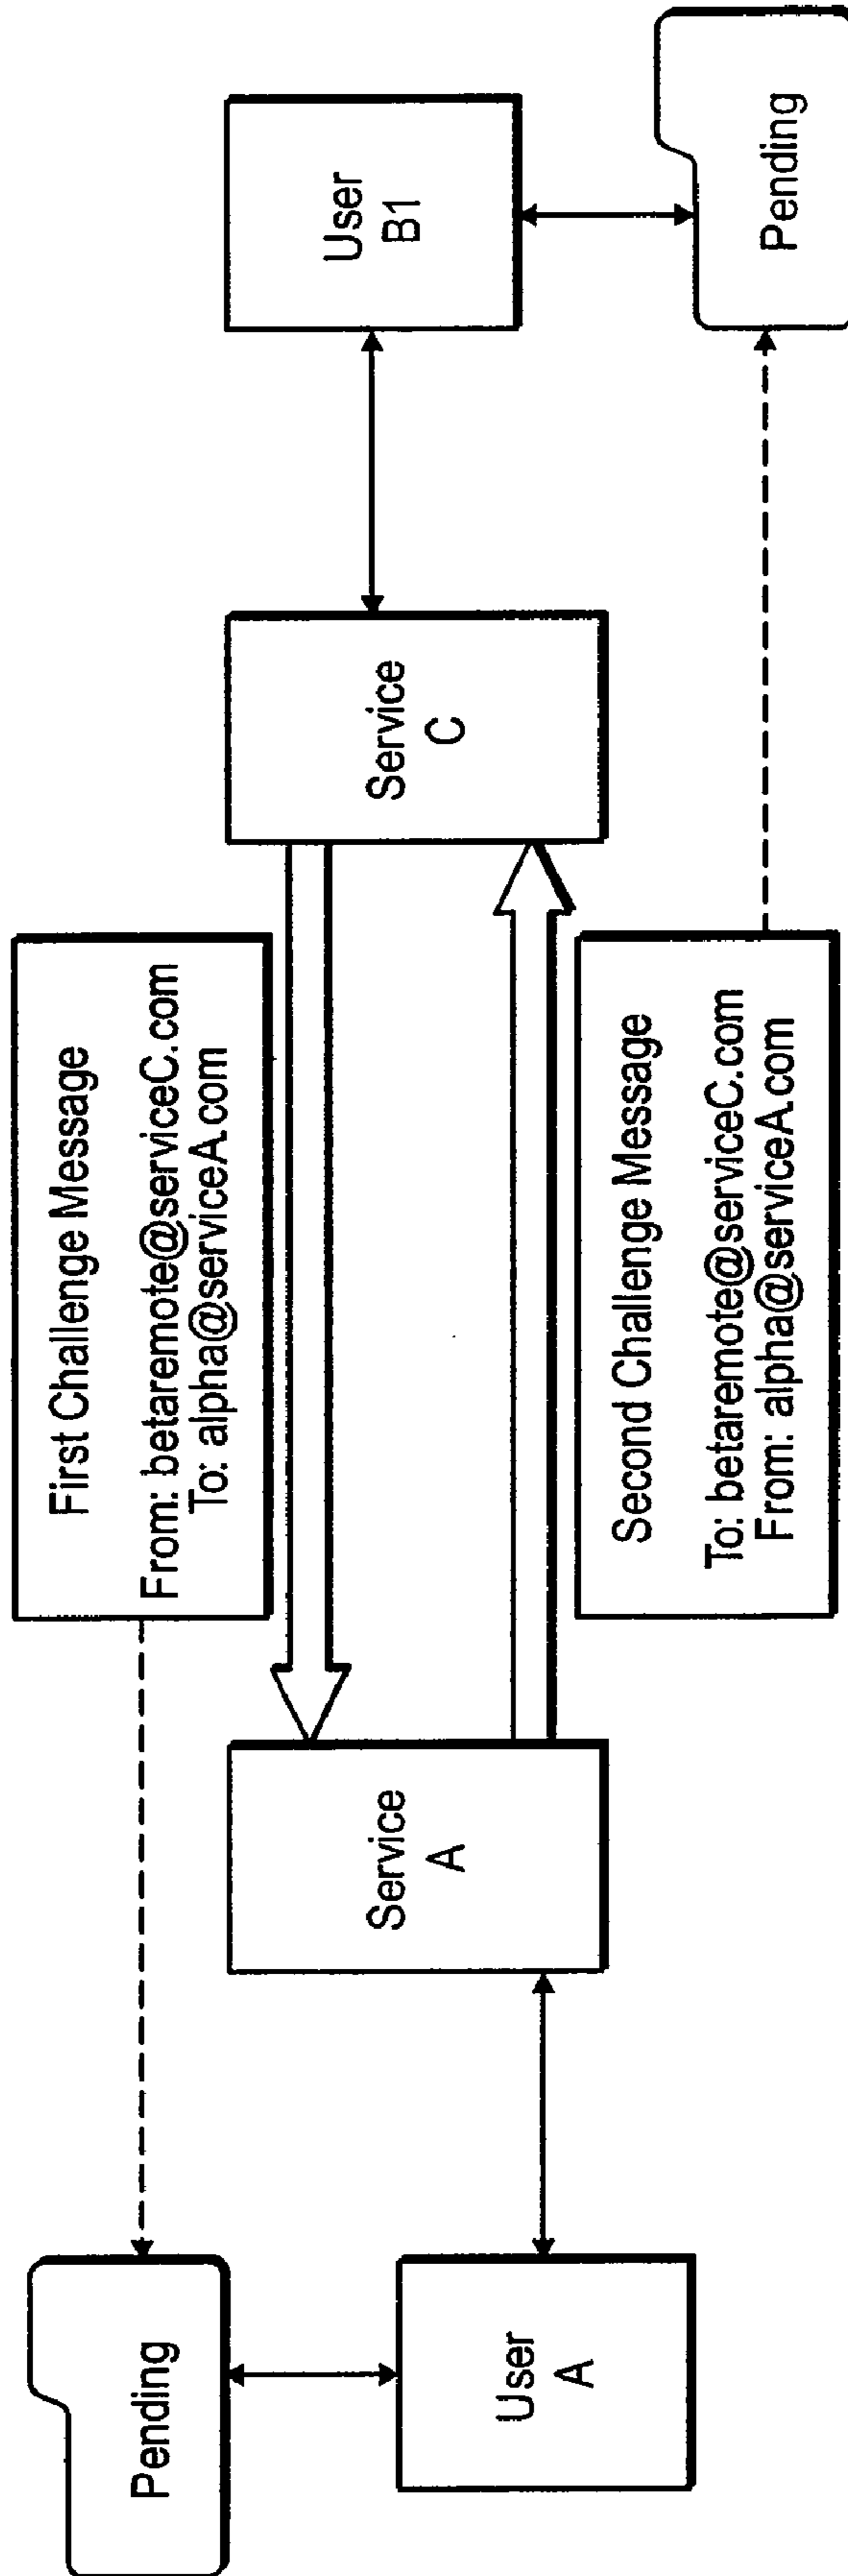 Pending
User
A
Service
A
First Challenge Message
From: betaremote@serviceC.com
To: alpha@serviceA.com
Second Challenge Message
To: betaremote@serviceC.com
From: alpha@serviceA.com
Service
C
User
B1
Pending